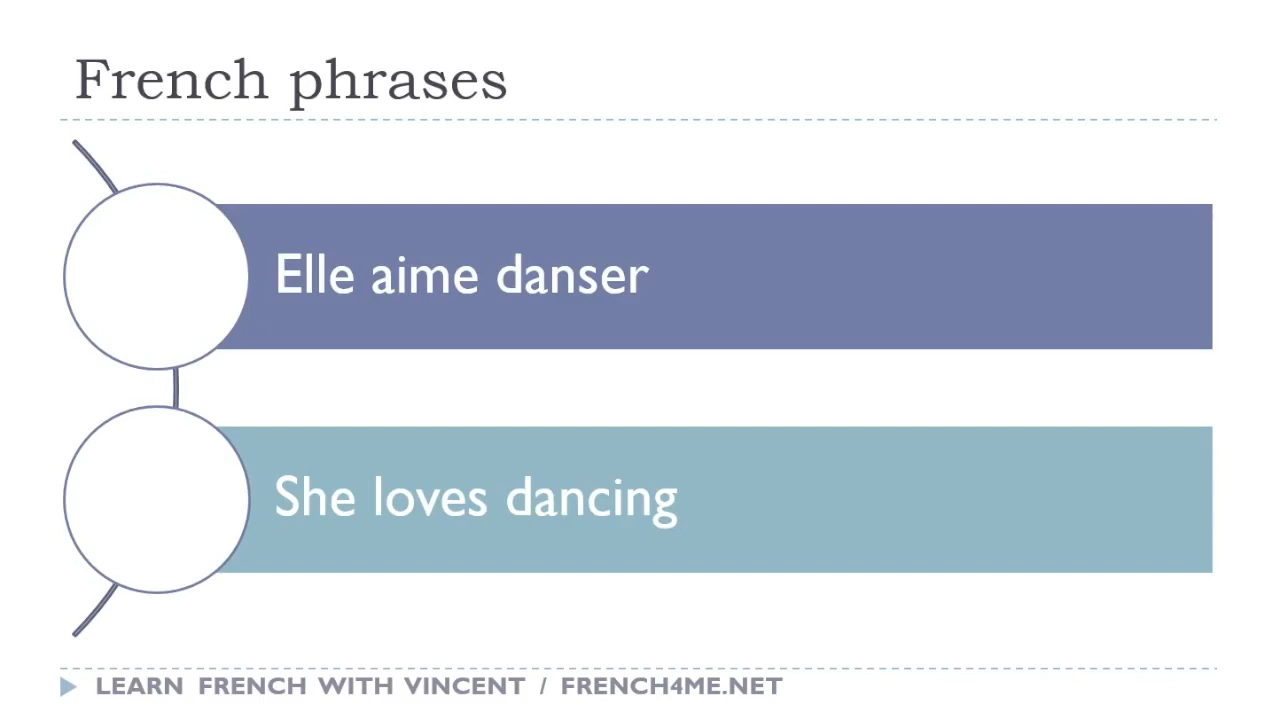 French phrases
Elle aime danser
She loves dancing
LEARN FRENCH WITH VINCENT / FRENCH4ME.NET